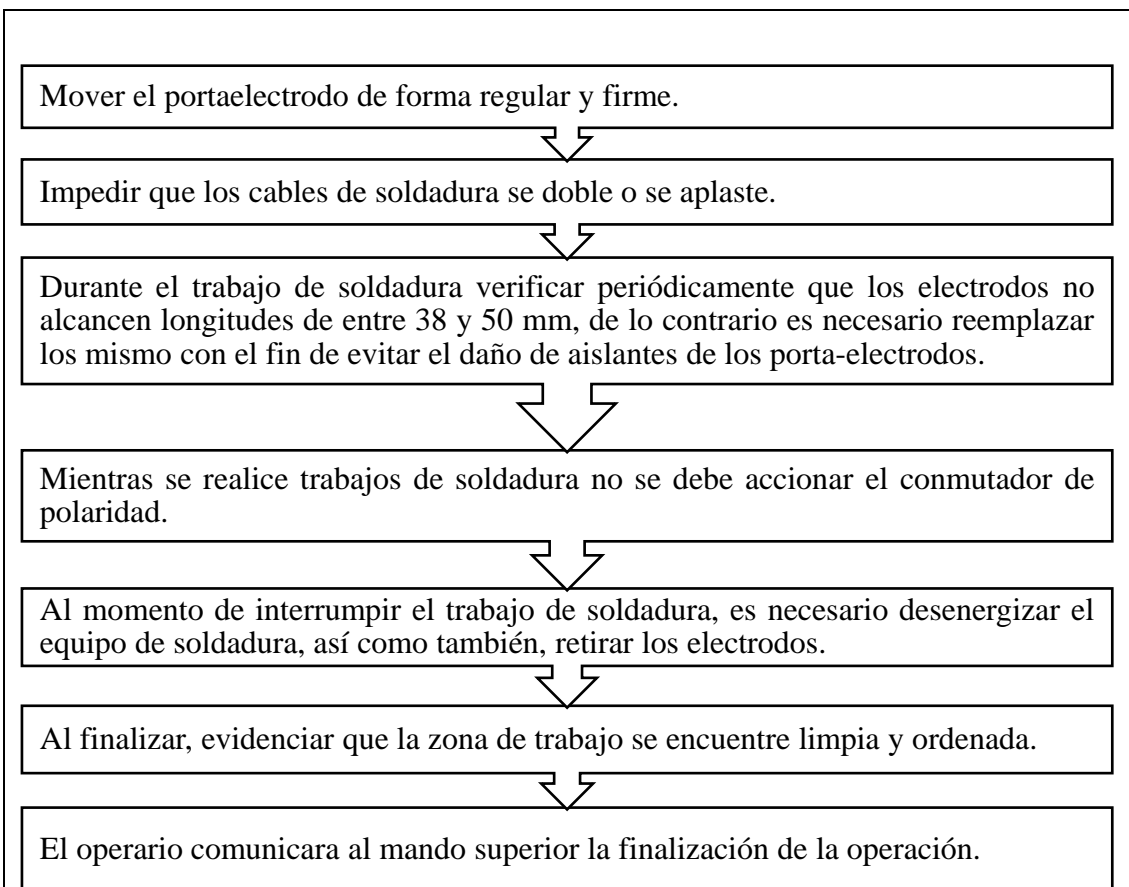 Mover el portaelectrodo de forma regular y firme.
Impedir que los cables de soldadura se doble o se aplaste.
Durante el trabajo de soldadura verificar periódicamente que los electrodos no
alcancen longitudes de entre 38 y 50 mm, de lo contrario es necesario reemplazar
los mismo con el fin de evitar el daño de aislantes de los porta-electrodos.
Mientras se realice trabajos de soldadura no se debe accionar el conmutador de
polaridad.
Al momento de interrumpir el trabajo de soldadura, es necesario desenergizar el
equipo de soldadura, así como también, retirar los electrodos.
Al finalizar, evidenciar que la zona de trabajo se encuentre limpia y ordenada.
El operario comunicara al mando superior la finalización de la operación.